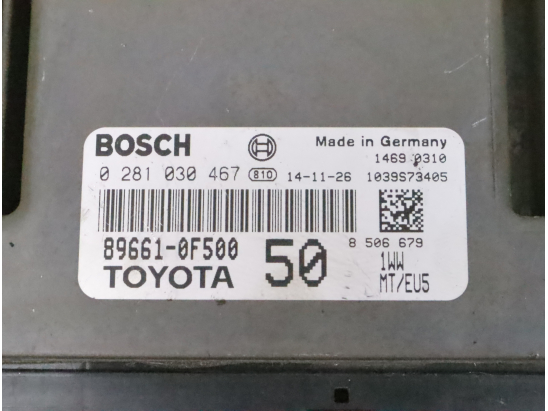 BOSCH Made in Germany
1469 0310
0 281 030 467 810 14-11-26 1039S73405
8 506 679
89661-0F500 50 1WW
TOYOTA MT/EU5